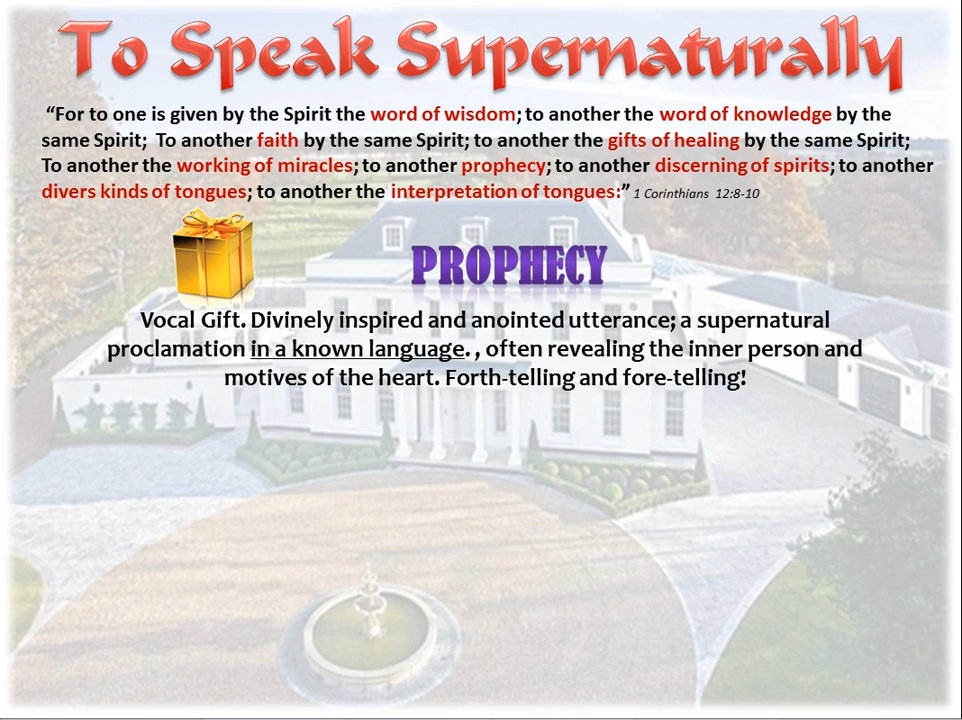 To Speak Supernaturally
“For to one is given by the Spirit the word of wisdom; to another the word of knowledge by the
same Spirit;  To another faith by the same Spirit; to another the gifts of healing by the same Spirit;
To another the working of miracles; to another prophecy; to another discerning of spirits; to another
divers kinds of tongues; to another the interpretation of tongues:” 1 Corinthians 12:8-10
PROPHECY
Vocal Gift. Divinely inspired and anointed utterance; a supernatural
proclamation in a known language. , often revealing the inner person and
motives of the heart. Forth-telling and fore-telling!